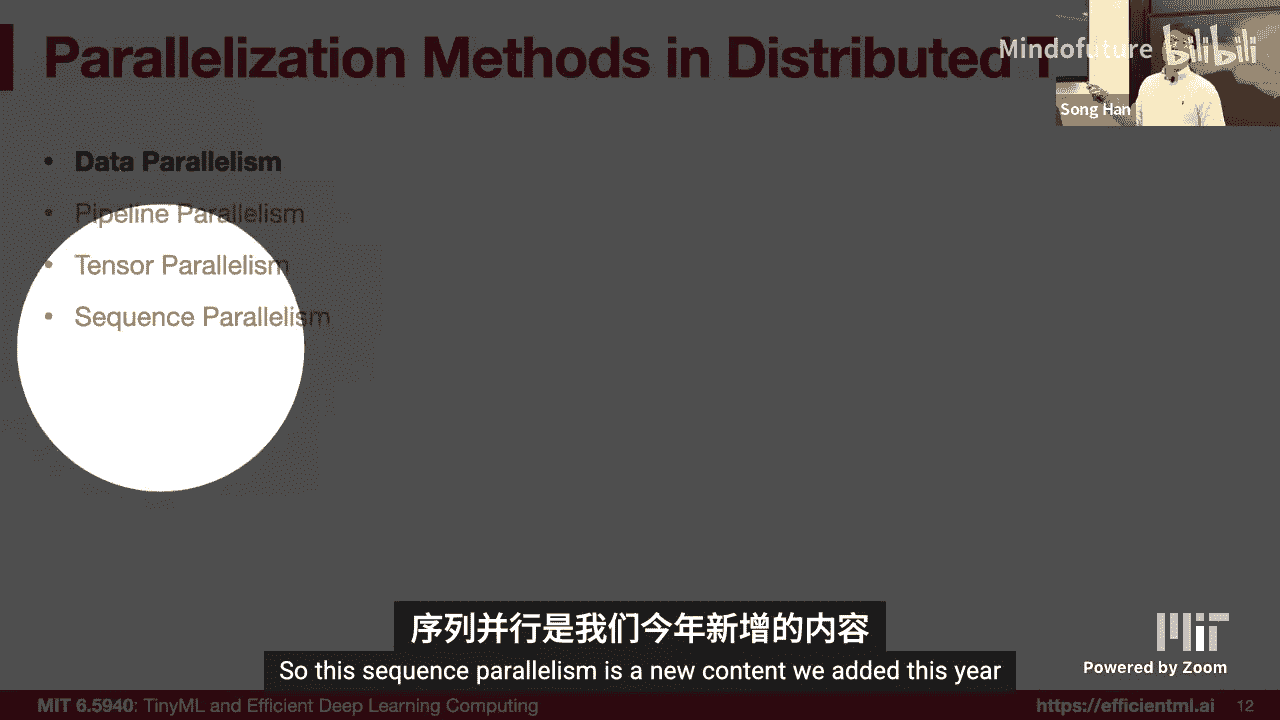 Parallelization Methods in Distributed T
Mindofuture bilibili
Song Han
• Data Parallelism
• Pipeline Parallelism
• Tensor Parallelism
• Sequence Parallelism
序列并行是我们今年新增的内容
So this sequence parallelism is a new content we added this year
MIT
Powered by Zoom
MIT 6.5940: TinyML and Efficient Deep Learning Computing
https://efficientml.ai
12